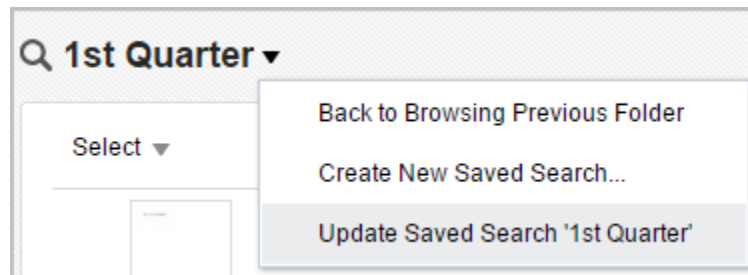 1st Quarter
Back to Browsing Previous Folder
Select
Create New Saved Search...
Update Saved Search '1st Quarter'